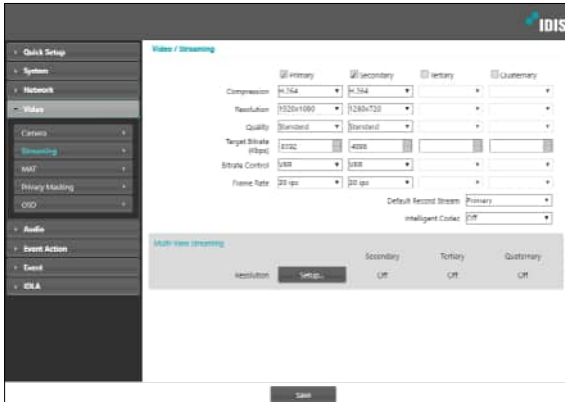 IDIS
Quick Setup
System
Network
Video
Camera
Streaming
MAT
Privacy Masking
OSD
Audio
Event Action
Event
IDLA
Video / Streaming
Primary Secondary Tertiary Quaternary
Compression H.264 H.264
Resolution 1920x1080 1280x720
Quality Standard Standard
Target Bitrate (Kbps) 8192 4096
Bitrate Control VBR VBR
Frame Rate 30 ips 30 ips
Default Record Stream Primary
Intelligent Codec Off
Multi-View Streaming
Secondary Tertiary Quaternary
Resolution Setup... Off Off Off
Save